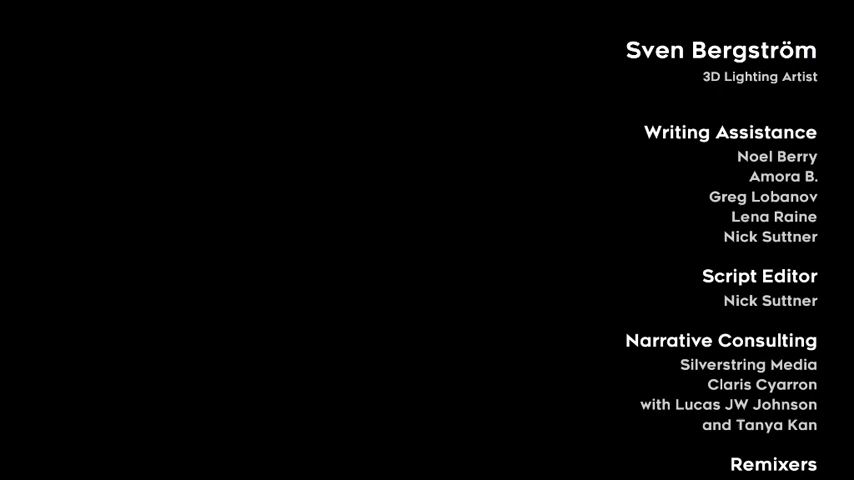 Sven Bergström
3D Lighting Artist
Writing Assistance
Noel Berry
Amora B.
Greg Lobanov
Lena Raine
Nick Suttner
Script Editor
Nick Suttner
Narrative Consulting
Silverstring Media
Claris Cyarron
with Lucas JW Johnson
and Tanya Kan
Remixers